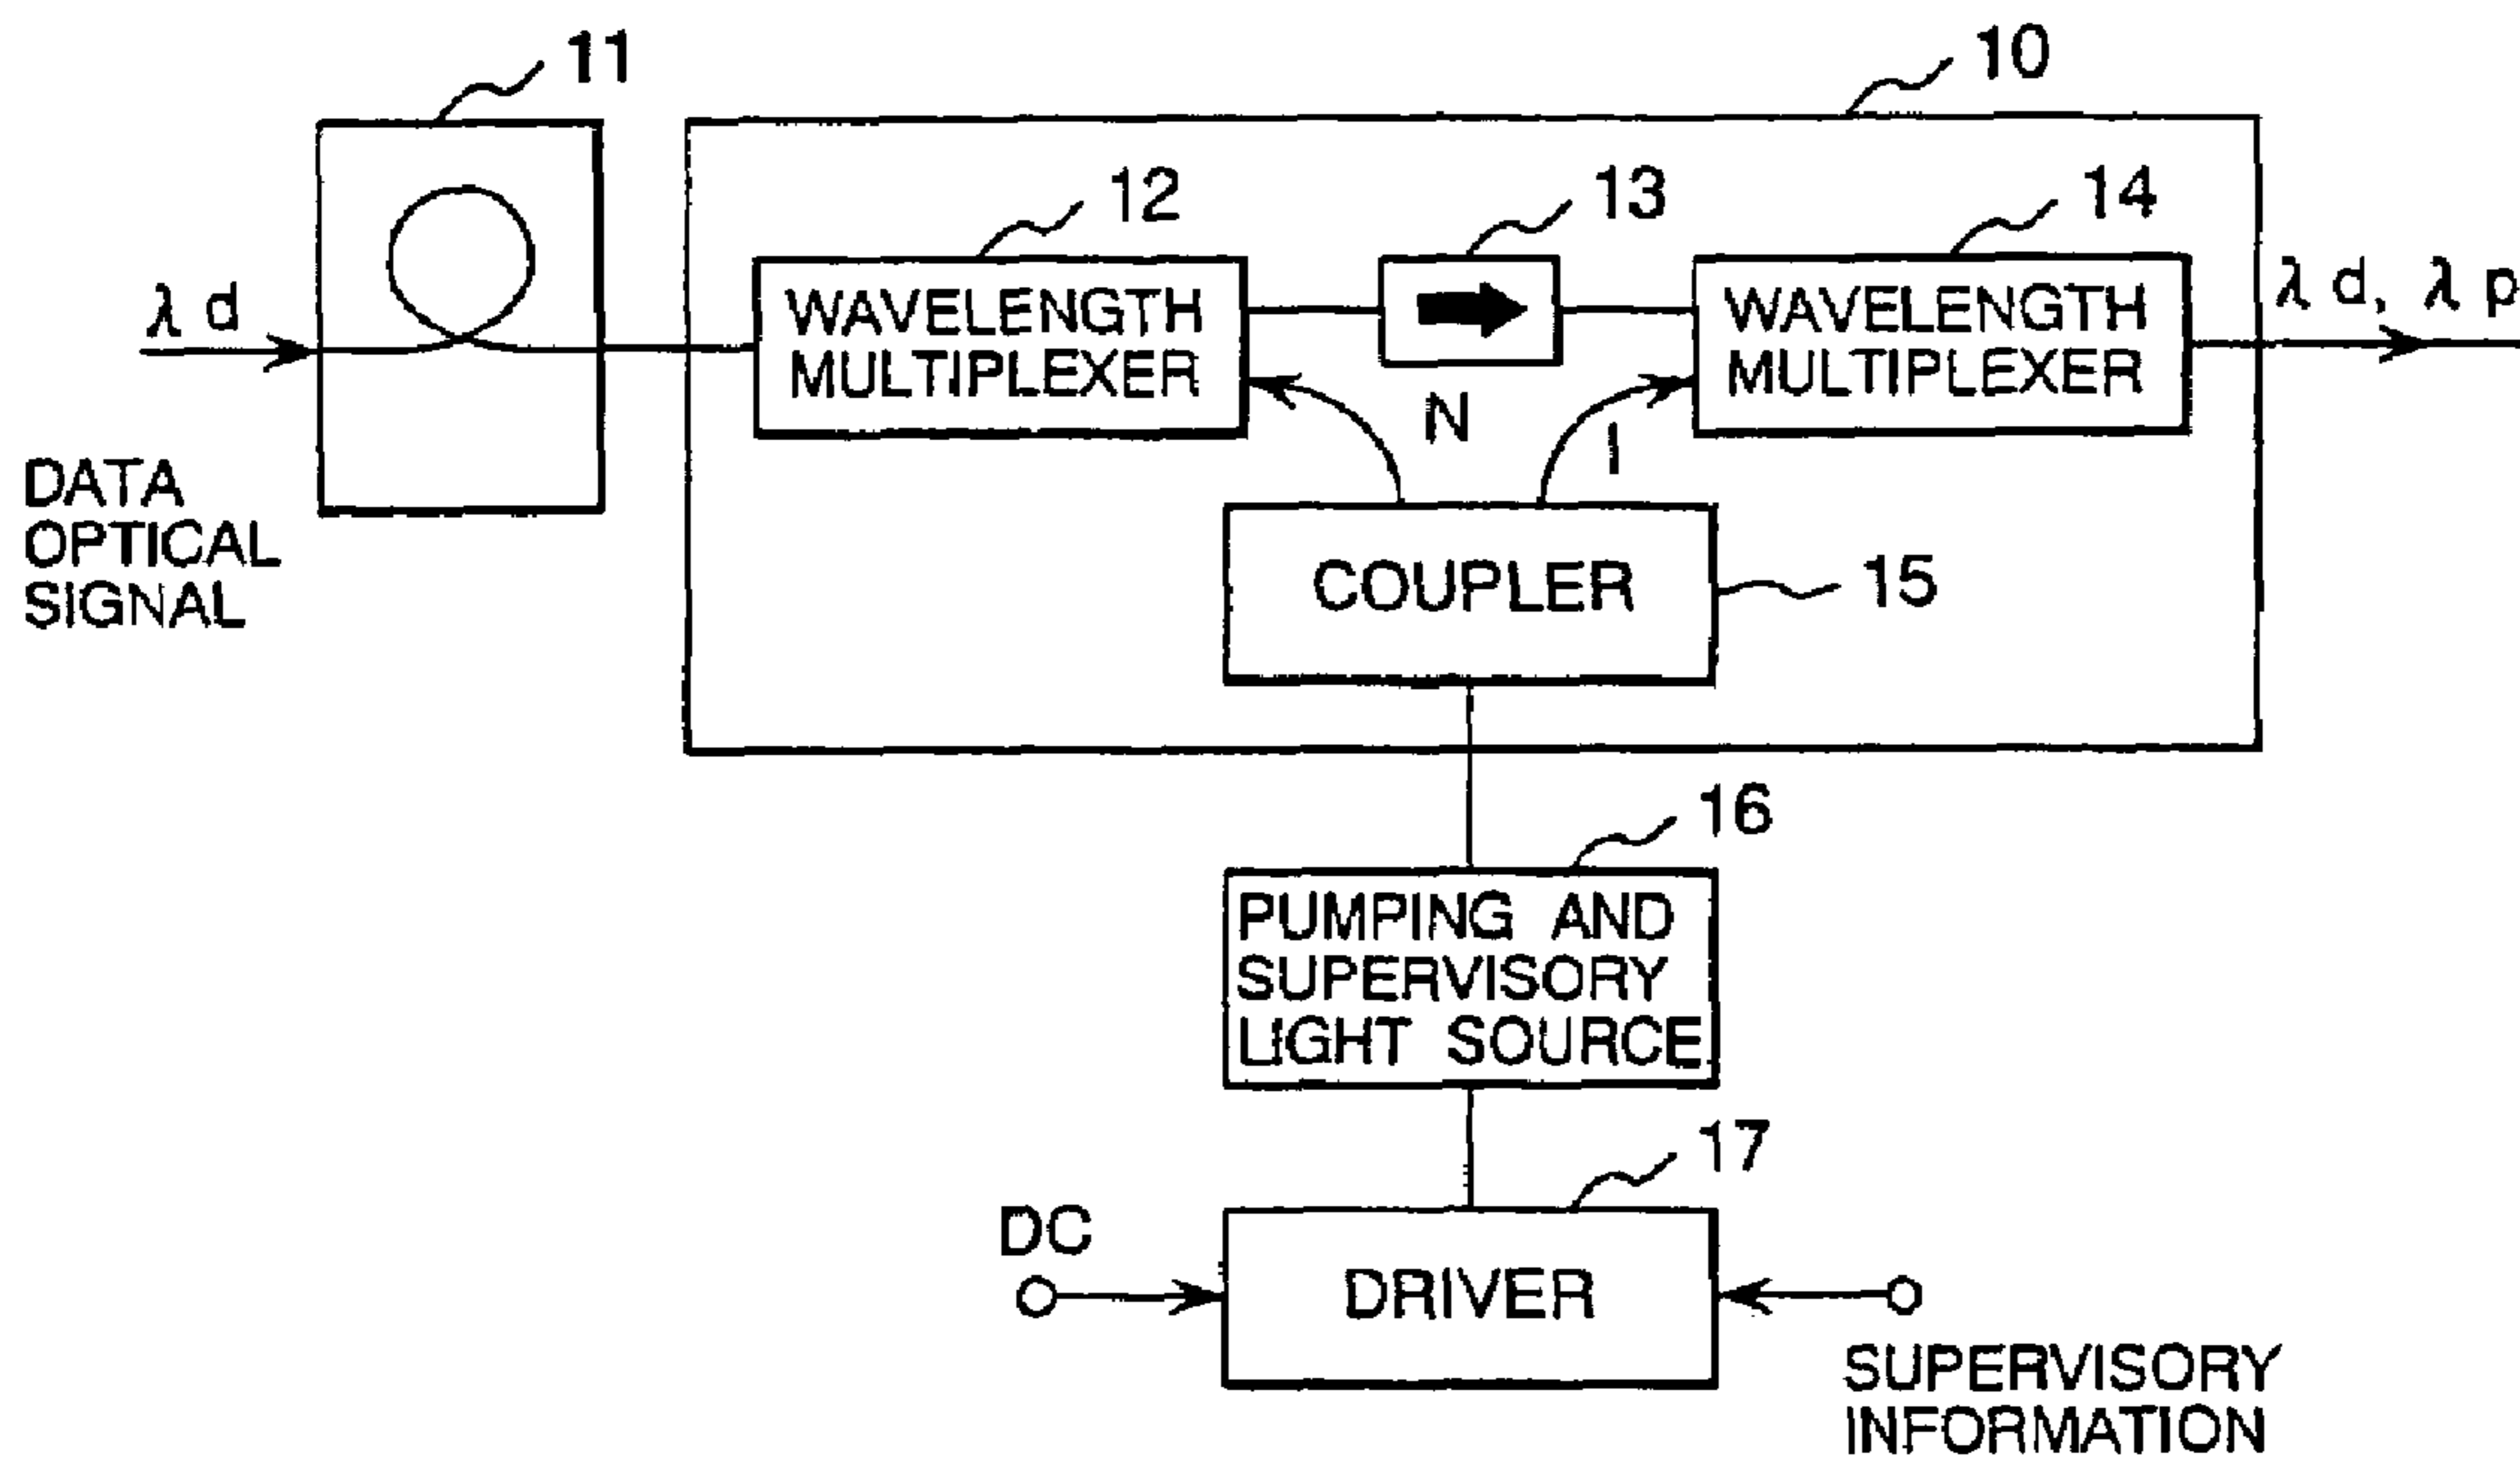 11
10
12
13
14
λ d
WAVELENGTH
MULTIPLEXER
WAVELENGTH
MULTIPLEXER
λ d, λ p
N
1
DATA
OPTICAL
SIGNAL
COUPLER
15
16
PUMPING AND
SUPERVISORY
LIGHT SOURCE
17
DC
DRIVER
SUPERVISORY
INFORMATION